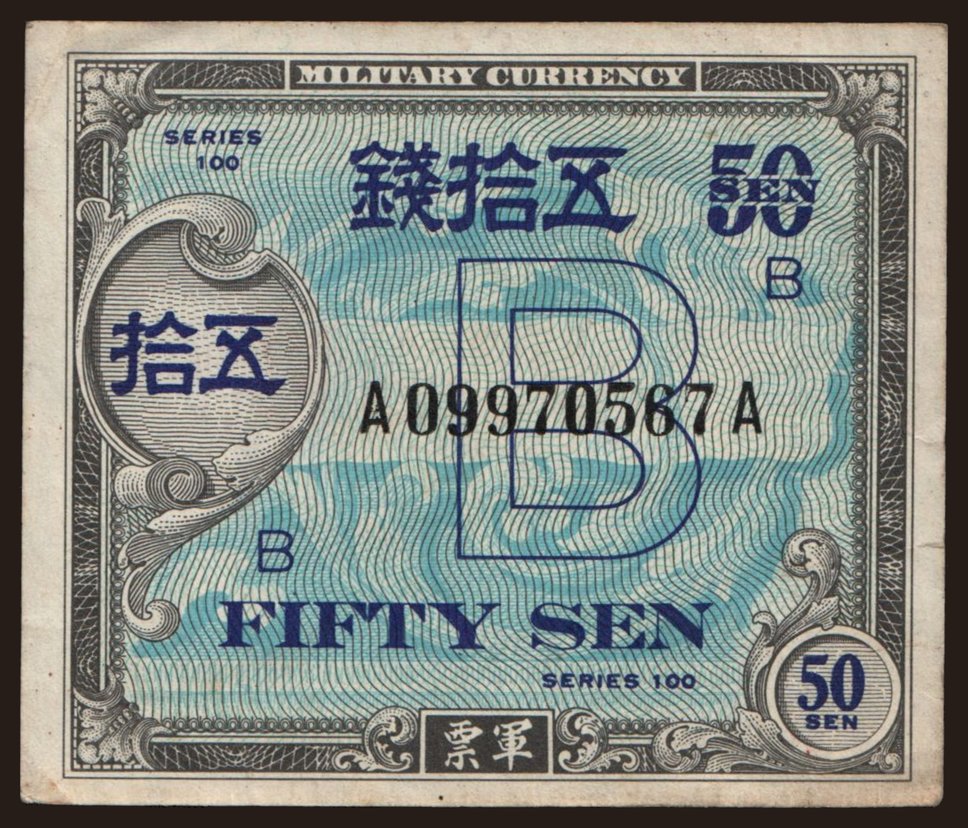 MILITARY CURRENCY
SERIES
100
錢拾五
50
SEN
B
B
拾五
A09970567A
B
FIFTY SEN
SERIES 100
50
SEN
票軍